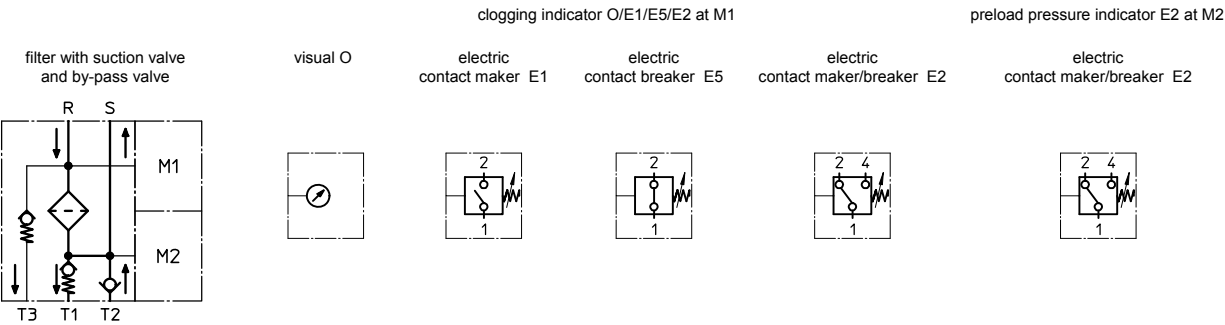 clogging indicator O/E1/E5/E2 at M1
preload pressure indicator E2 at M2
filter with suction valve
and by-pass valve
visual O
electric
contact maker E1
electric
contact breaker E5
electric
contact maker/breaker E2
electric
contact maker/breaker E2
R S
M1
M2
T3 T1 T2
2
1
2
1
2 4
1
2 4
1